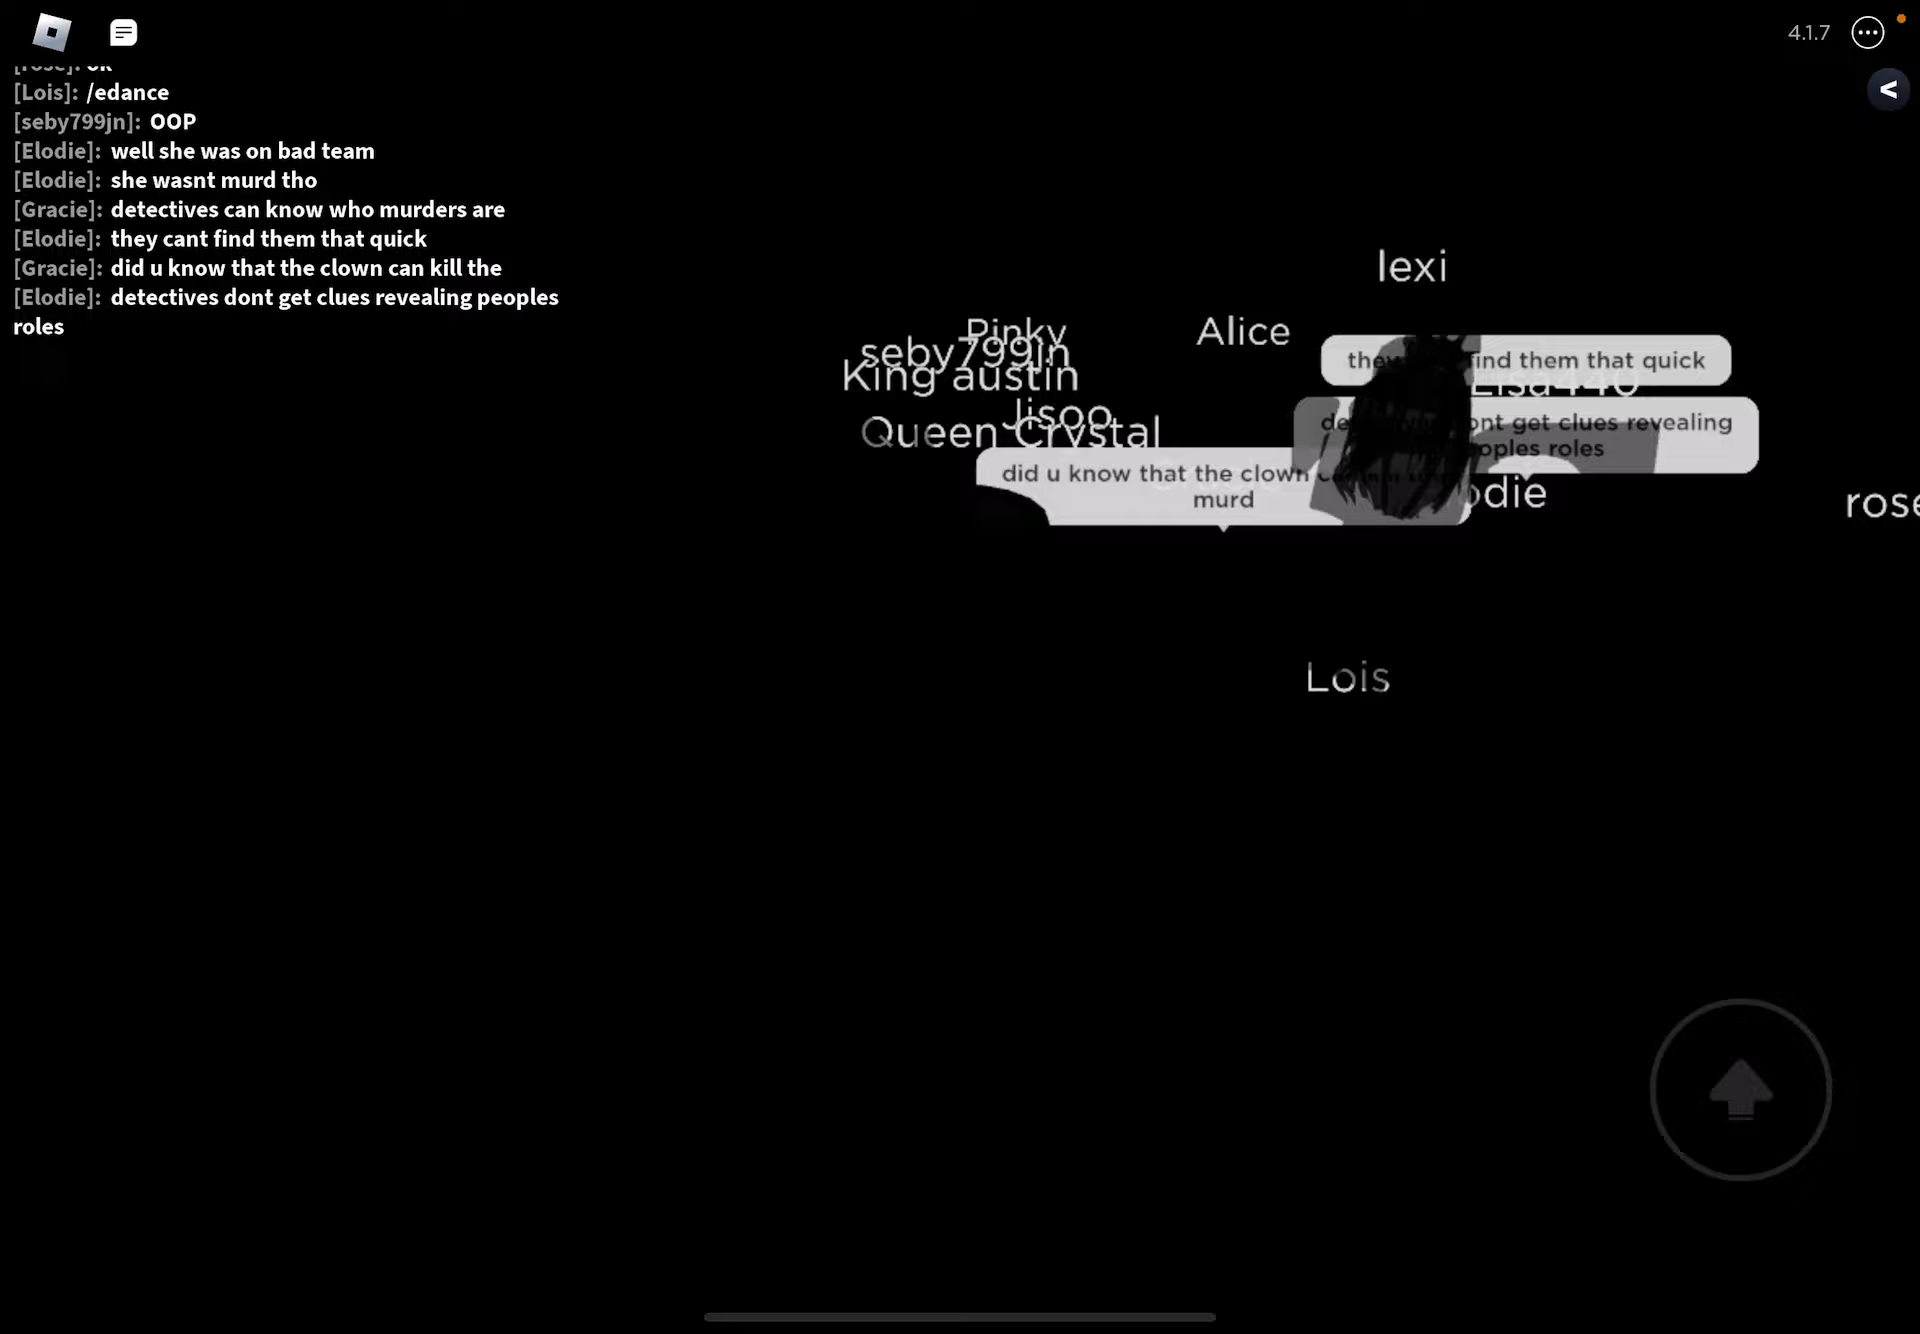 4.1.7
[rose]: ok
[Lois]: /edance
[seby799jn]: OOP
[Elodie]: well she was on bad team
[Elodie]: she wasnt murd tho
[Gracie]: detectives can know who murders are
[Elodie]: they cant find them that quick
[Gracie]: did u know that the clown can kill the
[Elodie]: detectives dont get clues revealing peoples
roles
lexi
Pinky
Alice
seby799jn
King austin
find them that quick
Lisa440
Jisoo
Queen Crystal
get clues revealing
roles
did u know that the clown
murd
rose
Lois